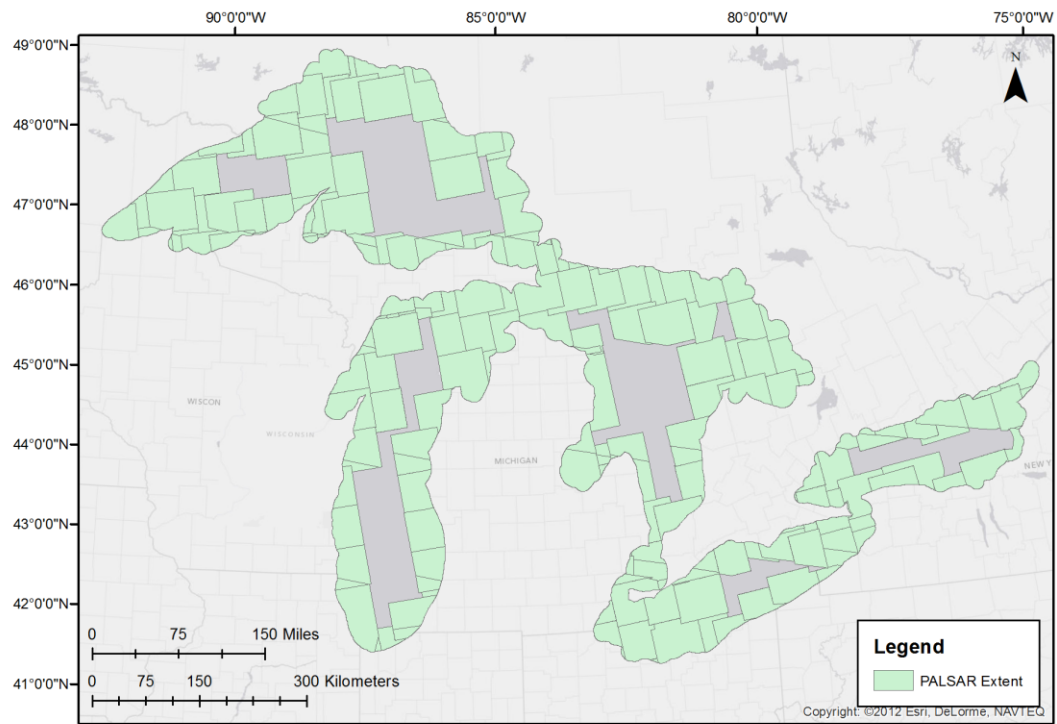 90°0'0"W 85°0'0"W 80°0'0"W 75°0'0"W
49°0'0"N
N
48°0'0"N
47°0'0"N
46°0'0"N
45°0'0"N
WISCON
WISCONSIN
44°0'0"N
MICHIGAN
NEW Y
43°0'0"N
42°0'0"N
0 75 150 Miles
Legend
0 75 150 300 Kilometers
PALSAR Extent
41°0'0"N
Copyright: ©2012 Esri, DeLorme, NAVTEQ